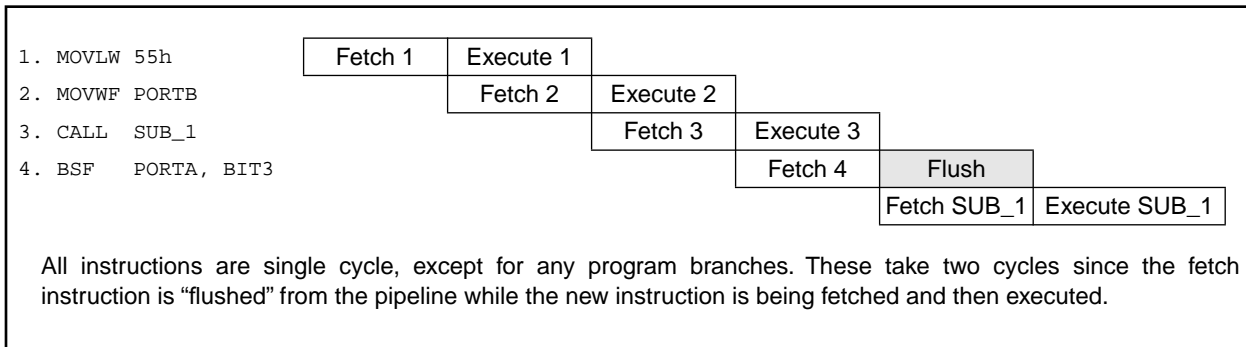 1. MOVLW 55h Fetch 1 Execute 1
2. MOVWF PORTB Fetch 2 Execute 2
3. CALL SUB_1 Fetch 3 Execute 3
4. BSF PORTA, BIT3 Fetch 4 Flush
Fetch SUB_1 Execute SUB_1
All instructions are single cycle, except for any program branches. These take two cycles since the fetch
instruction is “flushed” from the pipeline while the new instruction is being fetched and then executed.